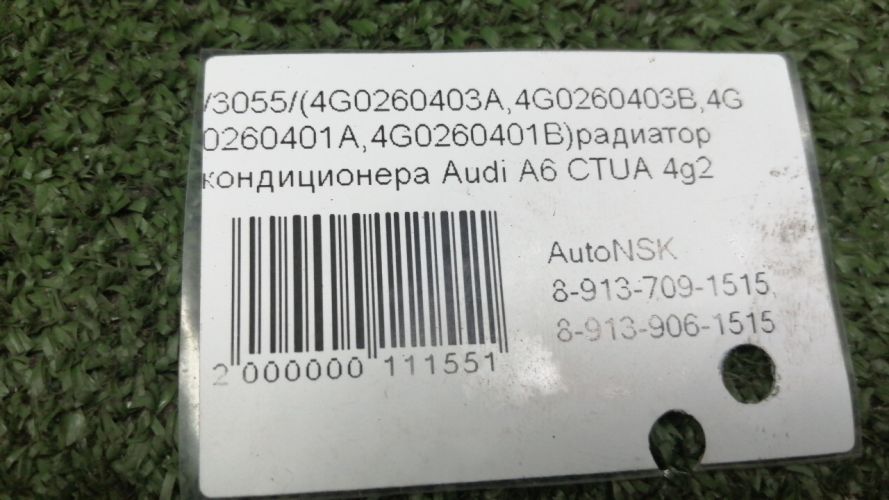 /3055/(4G0260403A,4G0260403B,4G
0260401A,4G0260401B)радиатор
кондиционера Audi A6 CTUA 4g2
AutoNSK
8-913-709-1515,
8-913-906-1515
2 000000 111551